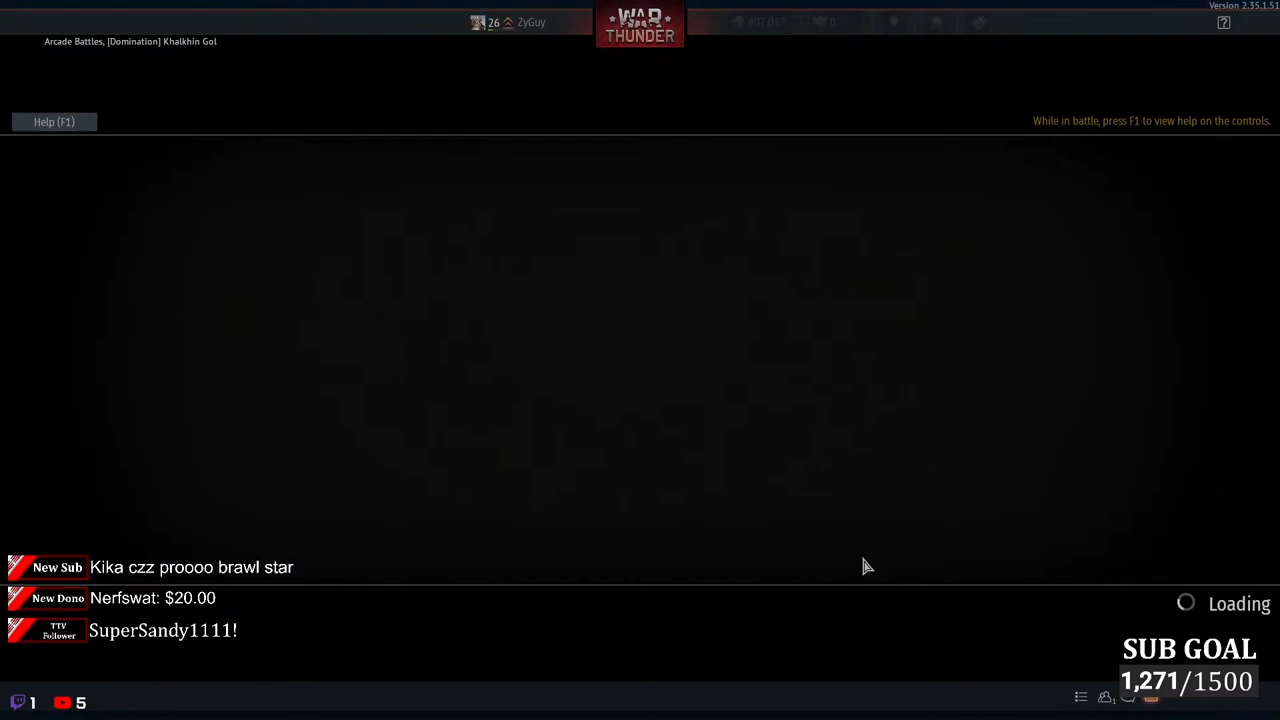 Version 2.35.1.51
26 ZyGuy
WAR THUNDER
Arcade Battles, [Domination] Khalkhin Gol
Help (F1)
While in battle, press F1 to view help on the controls.
New Sub Kika czz proooo brawl star
New Dono Nerfswat: $20.00
TTV Follower SuperSandy1111!
Loading
SUB GOAL
1,271/1500
1 5
1